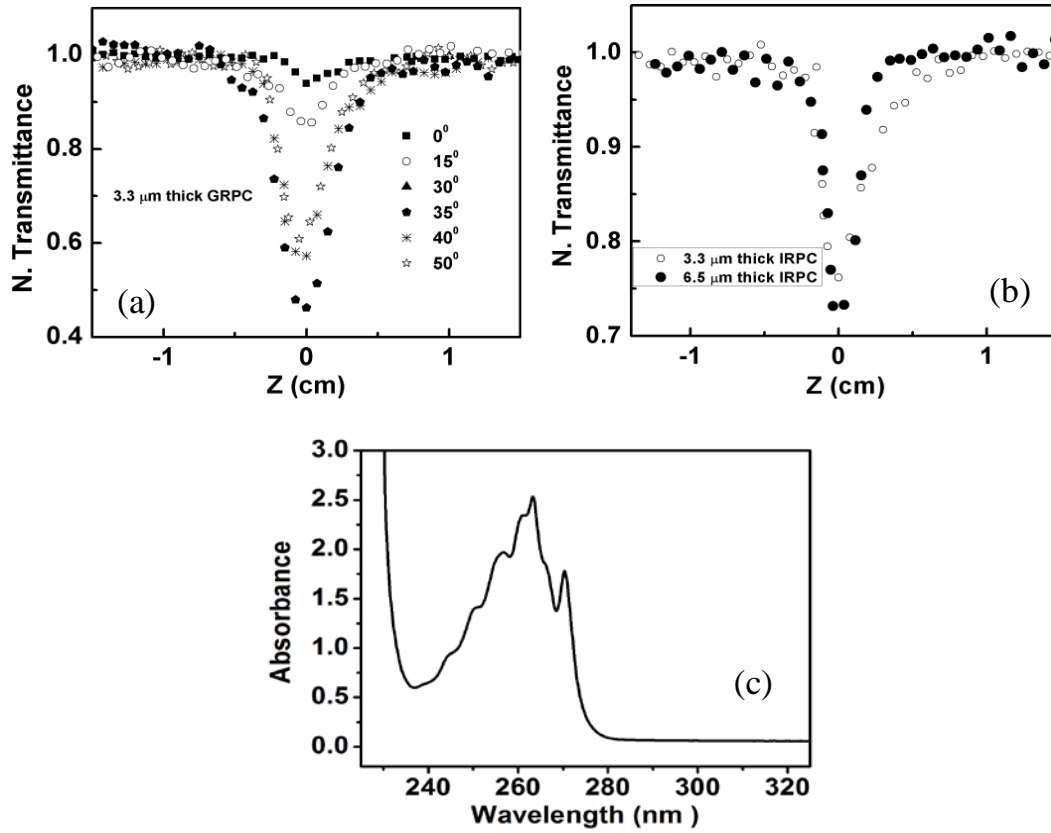 N. Transmittance
1.0
0.8
0.6
0.4
-1
0
1
Z (cm)
3.3 μm thick GRPC
0⁰
15⁰
30⁰
35⁰
40⁰
50⁰
(a)
N. Transmittance
1.0
0.9
0.8
0.7
-1
0
1
Z (cm)
3.3 μm thick IRPC
6.5 μm thick IRPC
(b)
Absorbance
3.0
2.5
2.0
1.5
1.0
0.5
0.0
240
260
280
300
320
Wavelength (nm )
(c)